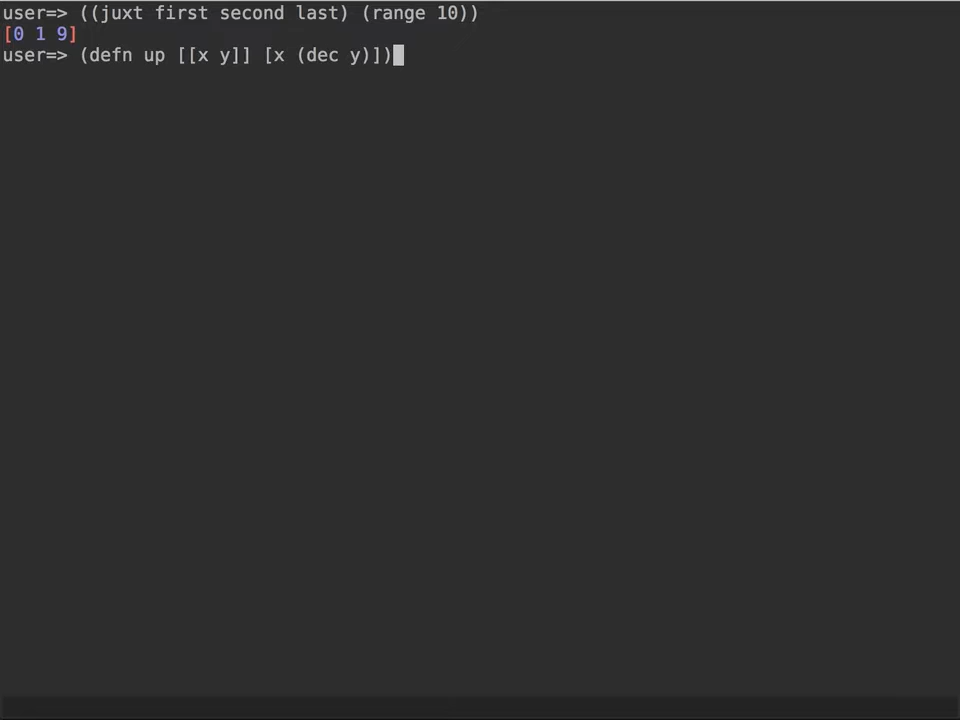 user=> ((juxt first second last) (range 10))
[0 1 9]
user=> (defn up [[x y]] [x (dec y)])